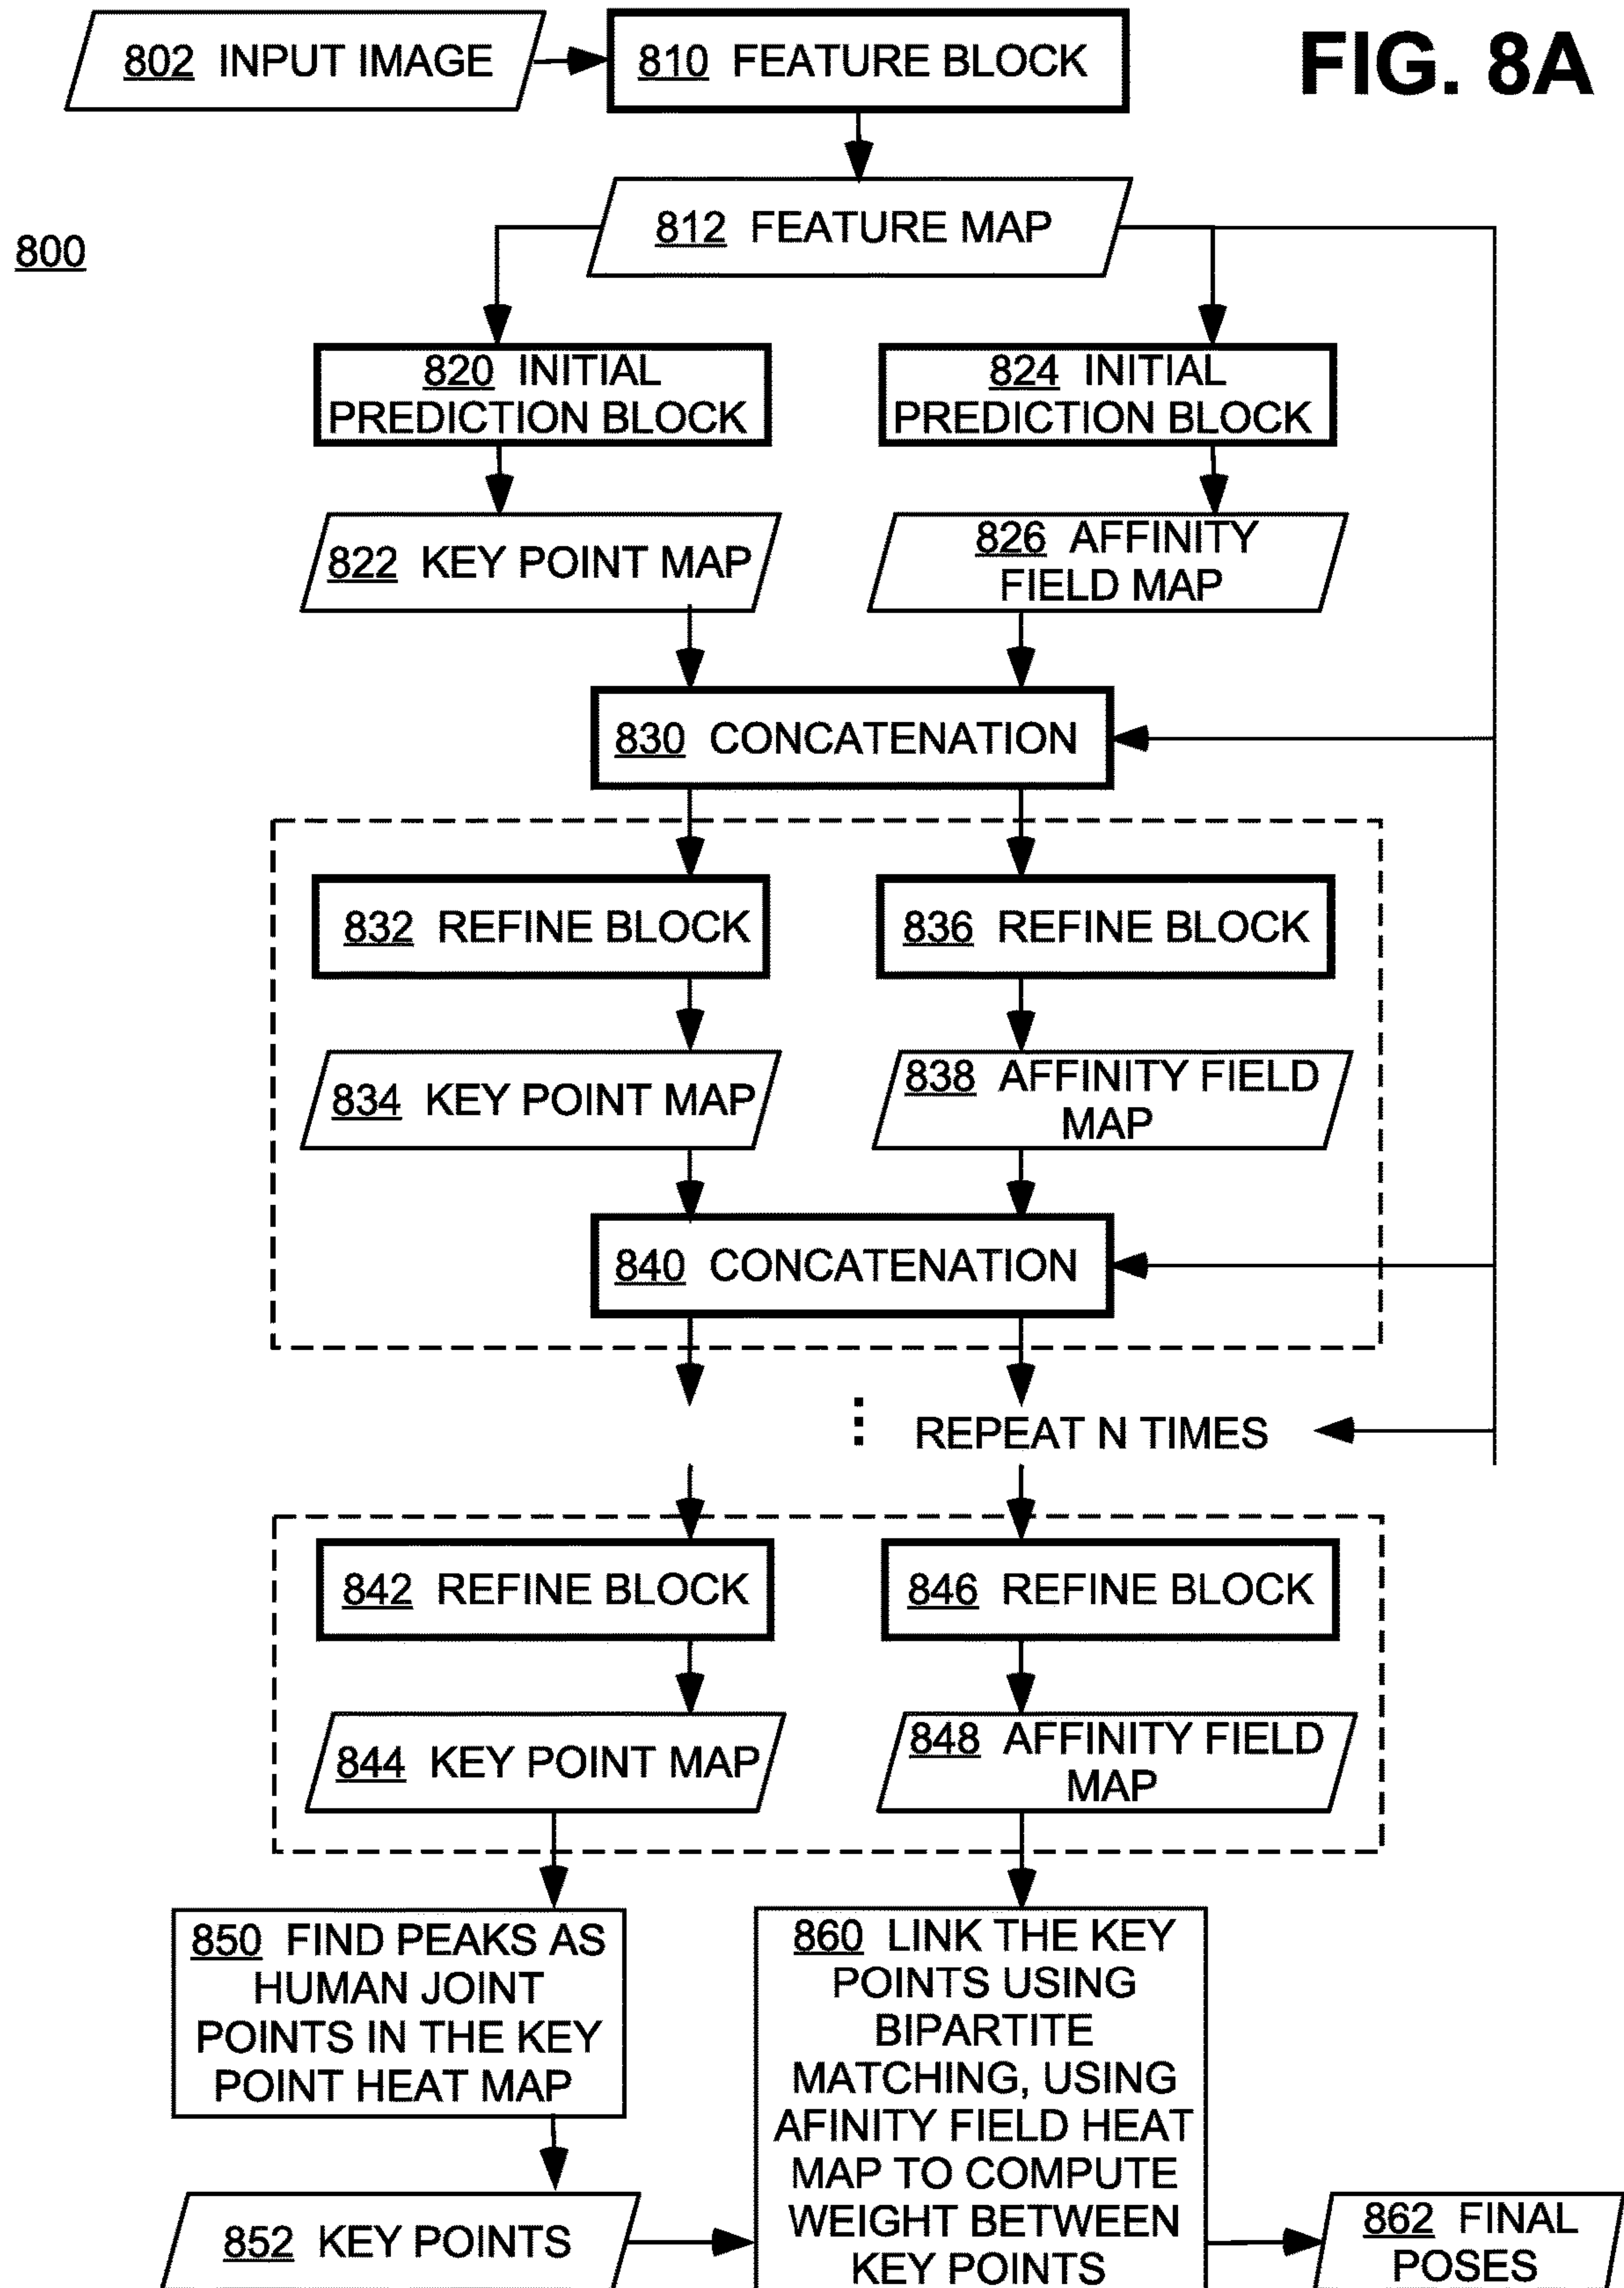 802 INPUT IMAGE
810 FEATURE BLOCK
FIG. 8A
812 FEATURE MAP
800
820 INITIAL
PREDICTION BLOCK
824 INITIAL
PREDICTION BLOCK
822 KEY POINT MAP
826 AFFINITY
FIELD MAP
830 CONCATENATION
832 REFINE BLOCK
836 REFINE BLOCK
834 KEY POINT MAP
838 AFFINITY FIELD
MAP
840 CONCATENATION
REPEAT N TIMES
842 REFINE BLOCK
846 REFINE BLOCK
844 KEY POINT MAP
848 AFFINITY FIELD
MAP
850 FIND PEAKS AS
HUMAN JOINT
POINTS IN THE KEY
POINT HEAT MAP
860 LINK THE KEY
POINTS USING
BIPARTITE
MATCHING, USING
AFINITY FIELD HEAT
MAP TO COMPUTE
WEIGHT BETWEEN
KEY POINTS
852 KEY POINTS
862 FINAL
POSES